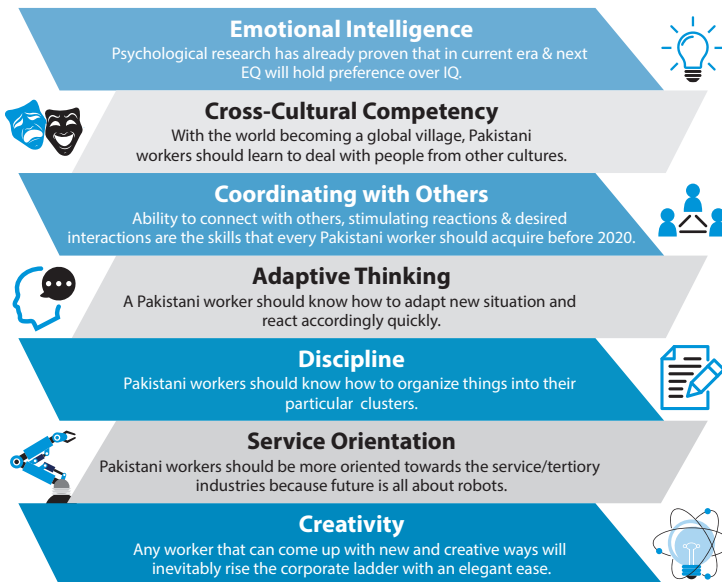 Emotional Intelligence
Psychological research has already proven that in current era & next
EQ will hold preference over IQ.
Cross-Cultural Competency
With the world becoming a global village, Pakistani
workers should learn to deal with people from other cultures.
Coordinating with Others
Ability to connect with others, stimulating reactions & desired
interactions are the skills that every Pakistani worker should acquire before 2020.
Adaptive Thinking
A Pakistani worker should know how to adapt new situation and
react accordingly quickly.
Discipline
Pakistani workers should know how to organize things into their
particular clusters.
Service Orientation
Pakistani workers should be more oriented towards the service/tertiory
industries because future is all about robots.
Creativity
Any worker that can come up with new and creative ways will
inevitably rise the corporate ladder with an elegant ease.